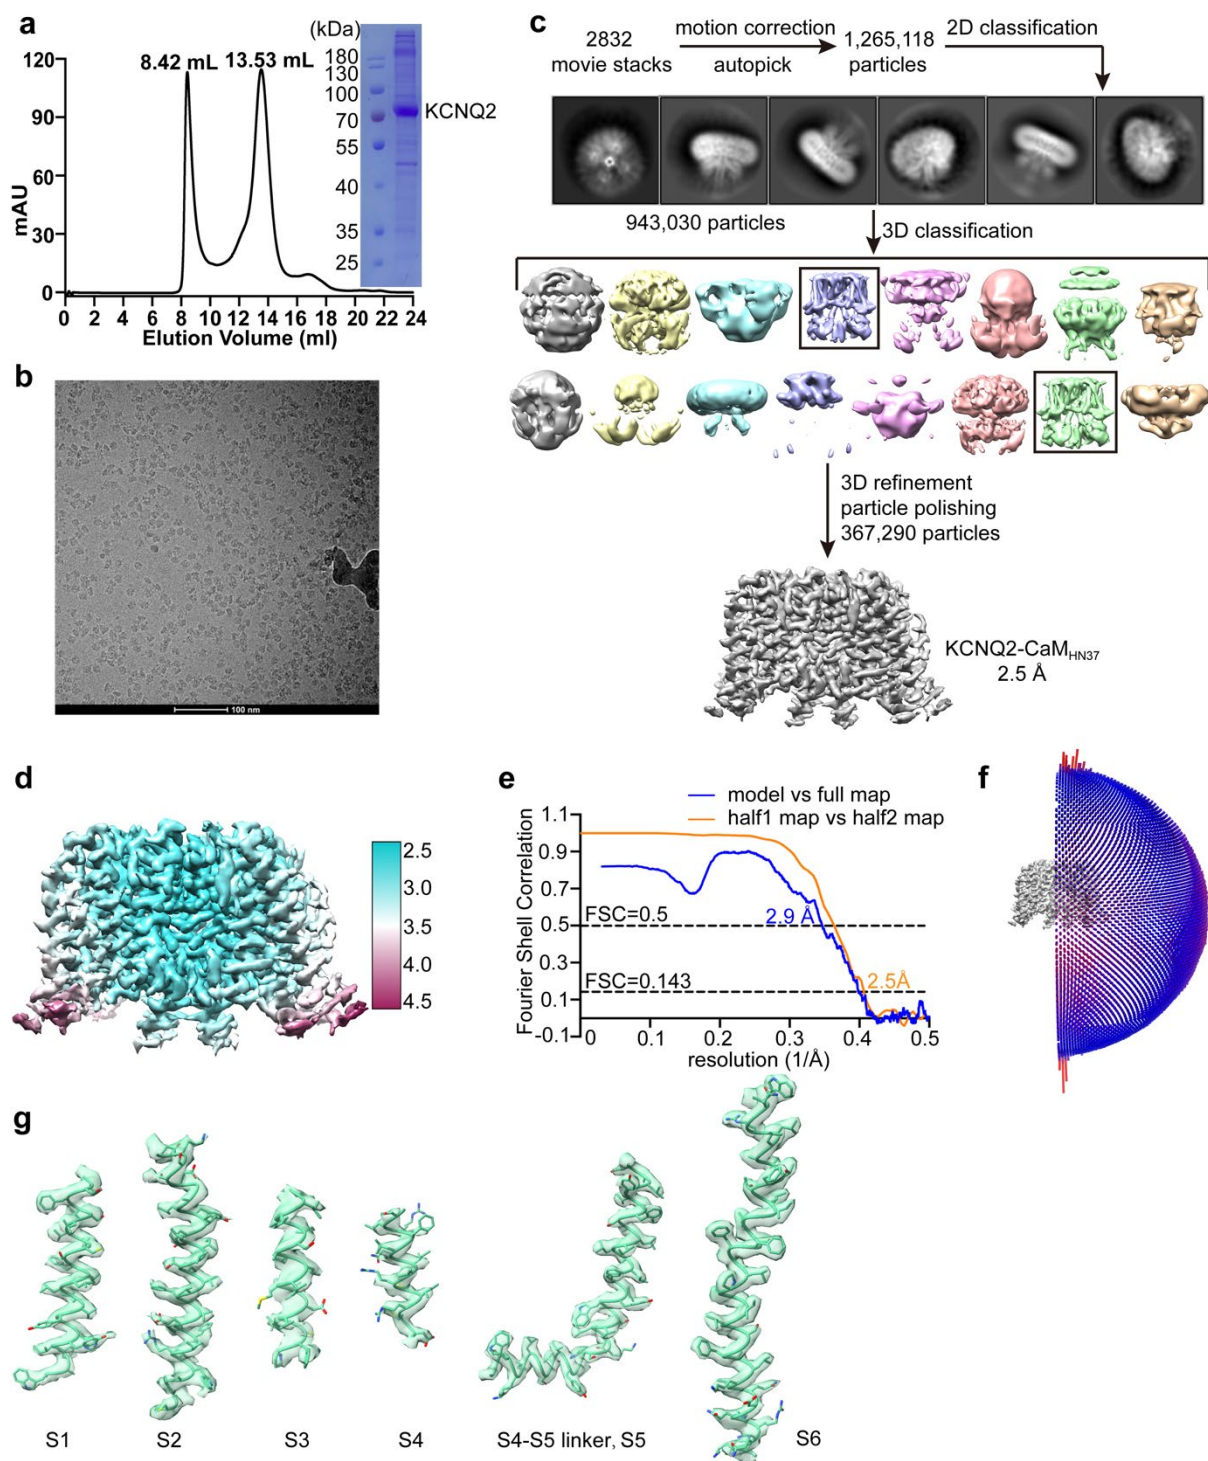 a
(kDa)
180
130
100
70
55
40
35
25
KCNQ2
8.42 mL
13.53 mL
120
90
60
30
0
mAU
0 2 4 6 8 10 12 14 16 18 20 22 24
Elution Volume (ml)
b
100 nm
c
2832
movie stacks
motion correction
autopick
1,265,118
particles
2D classification
943,030 particles
3D classification
3D refinement
particle polishing
367,290 particles
KCNQ2-CaMHN37
2.5 Å
d
2.5
3.0
3.5
4.0
4.5
e
model vs full map
half1 map vs half2 map
Fourier Shell Correlation
1.1
0.9
0.7
0.5
0.3
0.1
-0.1
FSC=0.5
2.9 Å
FSC=0.143
2.5Å
0 0.1 0.2 0.3 0.4 0.5
resolution (1/Å)
f
g
S1
S2
S3
S4
S4-S5 linker, S5
S6